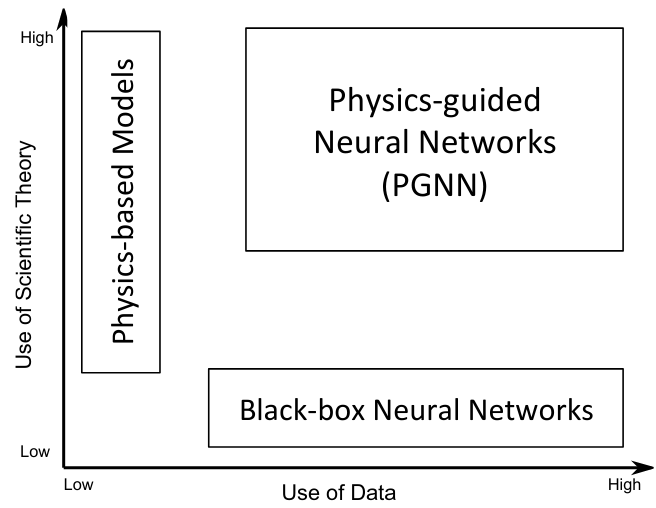 High
Physics-based Models
Physics-guided
Neural Networks
(PGNN)
Use of Scientific Theory
Black-box Neural Networks
Low
Low
Use of Data
High